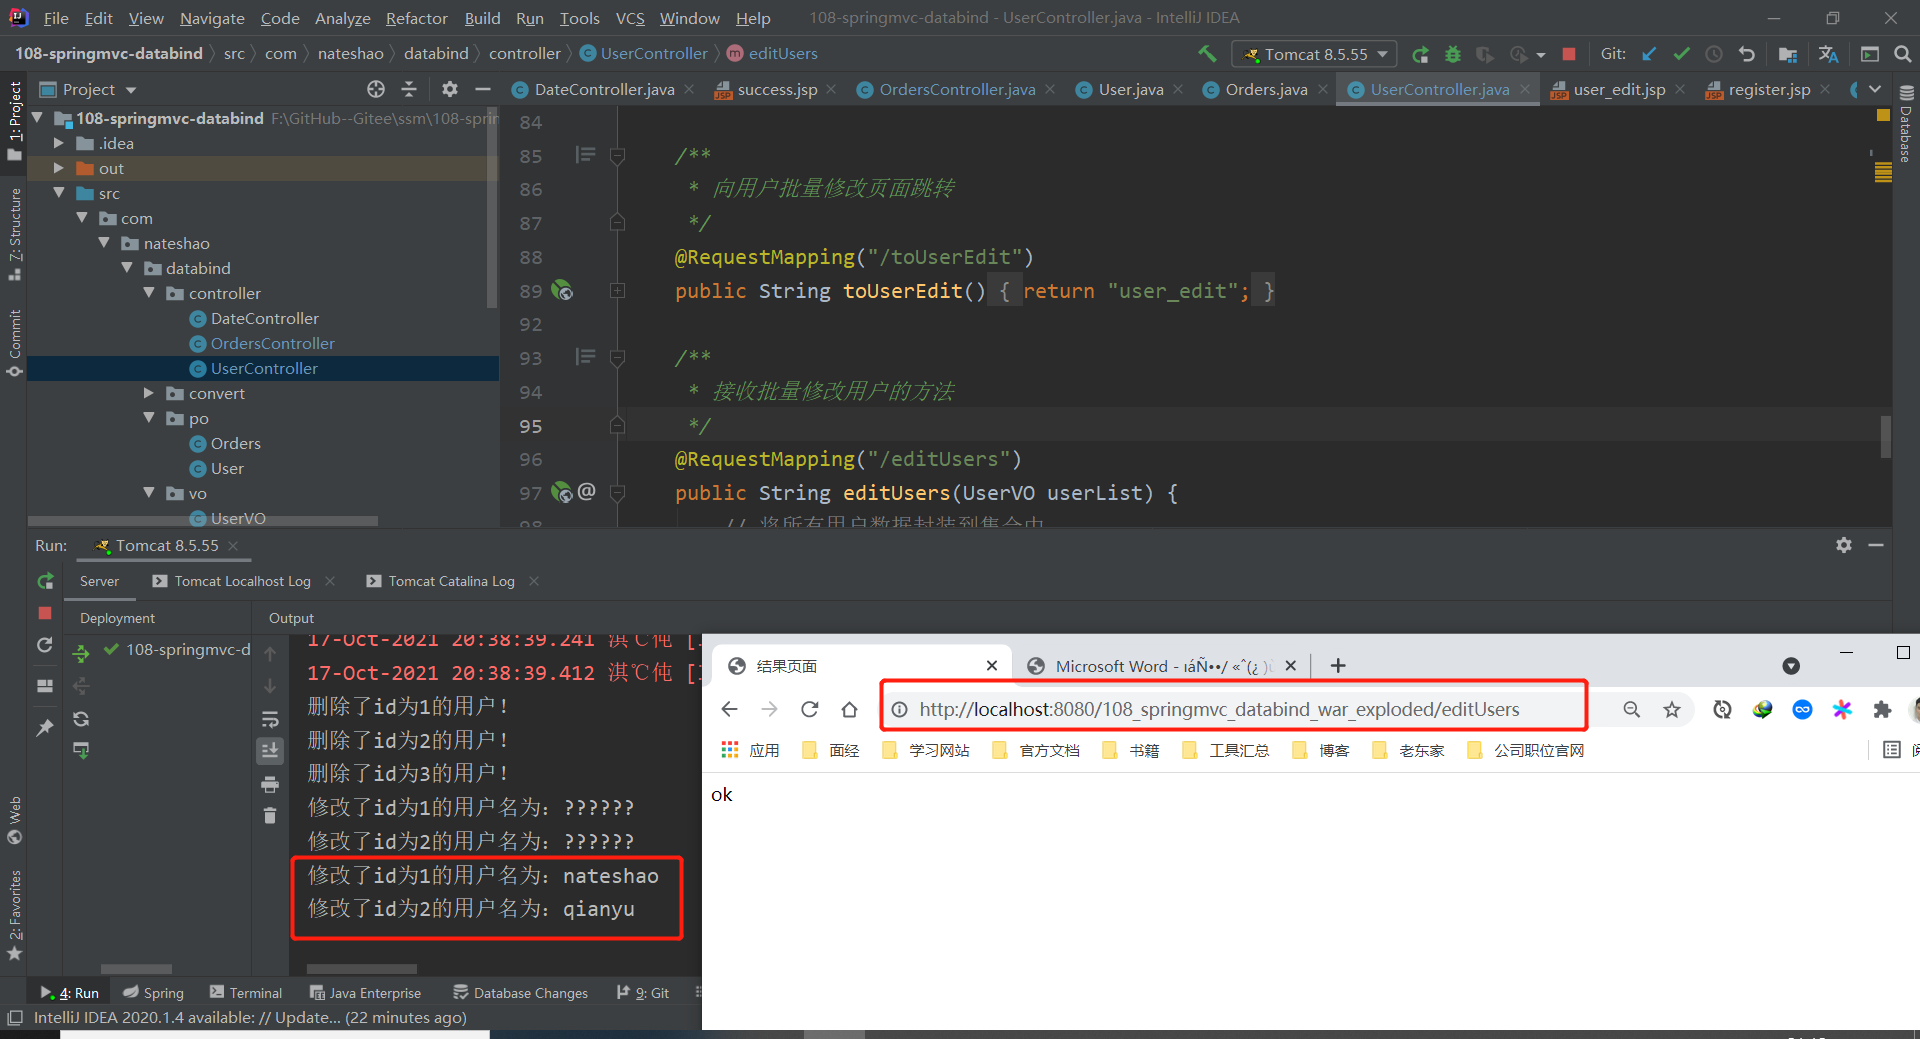 File Edit View Navigate Code Analyze Refactor Build Run Tools VCS Window Help 108-springmvc-databind - UserController.java - IntelliJ IDEA
108-springmvc-databind src com nateshao databind controller UserController editUsers Tomcat 8.5.55 Git:
Project DateController.java success.jsp OrdersController.java User.java Orders.java UserController.java user_edit.jsp register.jsp
1: Project
7: Structure
Commit
Web
2: Favorites
Database
108-springmvc-databind F:\GitHub--Gitee\ssm\108-sprin
.idea
out
src
com
nateshao
databind
controller
DateController
OrdersController
UserController
convert
po
Orders
User
vo
UserVO
84
85 /**
86 * 向用户批量修改页面跳转
87 */
88 @RequestMapping("/toUserEdit")
89 public String toUserEdit() { return "user_edit"; }
92
93 /**
94 * 接收批量修改用户的方法
95 */
96 @RequestMapping("/editUsers")
97 public String editUsers(UserVO userList) {
98 // 将所有用户数据封装到集合中
Run: Tomcat 8.5.55
Server Tomcat Localhost Log Tomcat Catalina Log
Deployment Output
108-springmvc-d
17-Oct-2021 20:38:39.241 淇℃伅 [
17-Oct-2021 20:38:39.412 淇℃伅 [
删除了id为1的用户!
删除了id为2的用户!
删除了id为3的用户!
修改了id为1的用户名为：??????
修改了id为2的用户名为：??????
修改了id为1的用户名为：nateshao
修改了id为2的用户名为：qianyu
结果页面 Microsoft Word -
http://localhost:8080/108_springmvc_databind_war_exploded/editUsers
应用 面经 学习网站 官方文档 书籍 工具汇总 博客 老东家 公司职位官网
ok
4: Run Spring Terminal Java Enterprise Database Changes 9: Git
IntelliJ IDEA 2020.1.4 available: // Update... (22 minutes ago)